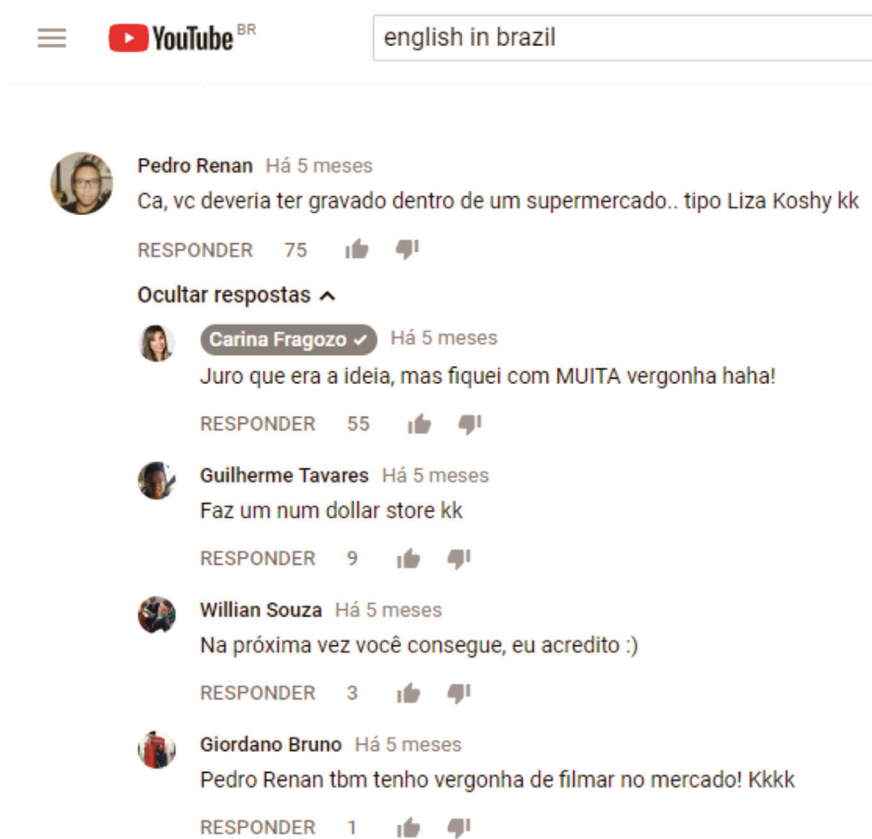 YouTube BR
english in brazil
Pedro Renan Há 5 meses
Ca, vc deveria ter gravado dentro de um supermercado.. tipo Liza Koshy kk
RESPONDER 75
Ocultar respostas
Carina Fragozo Há 5 meses
Juro que era a ideia, mas fiquei com MUITA vergonha haha!
RESPONDER 55
Guilherme Tavares Há 5 meses
Faz um num dollar store kk
RESPONDER 9
Willian Souza Há 5 meses
Na próxima vez você consegue, eu acredito :)
RESPONDER 3
Giordano Bruno Há 5 meses
Pedro Renan tbm tenho vergonha de filmar no mercado! Kkkk
RESPONDER 1